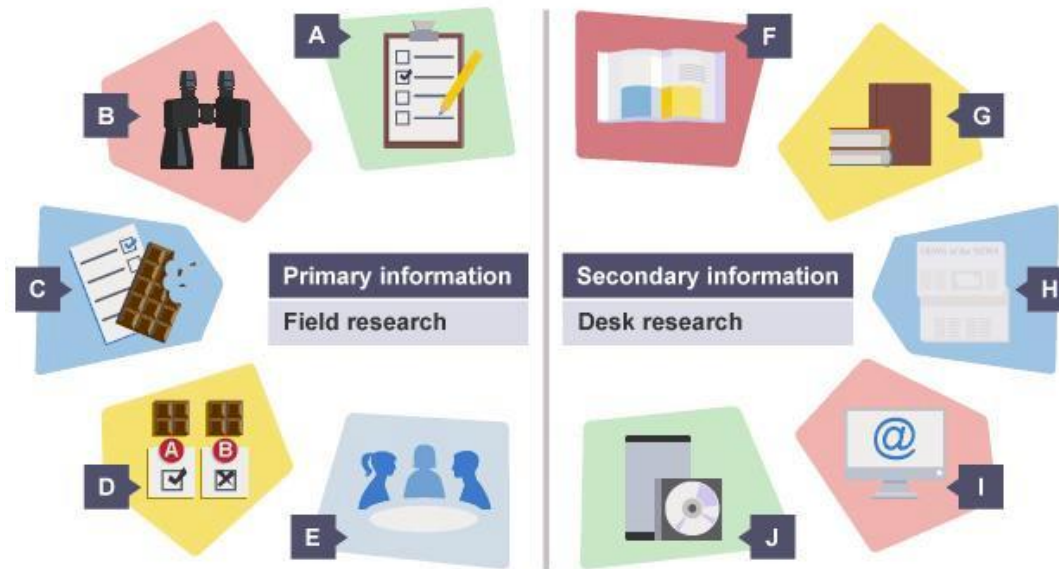 A
F
B
G
Primary information
Secondary information
C
H
Field research
Desk research
A
B
@
D
I
E
J